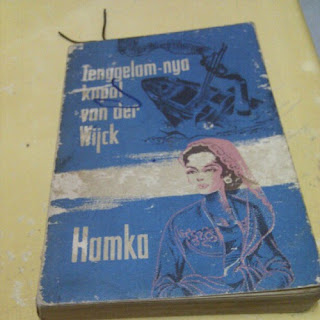 Tenggelam-nya
kapal
van der
Wijck
Hamka